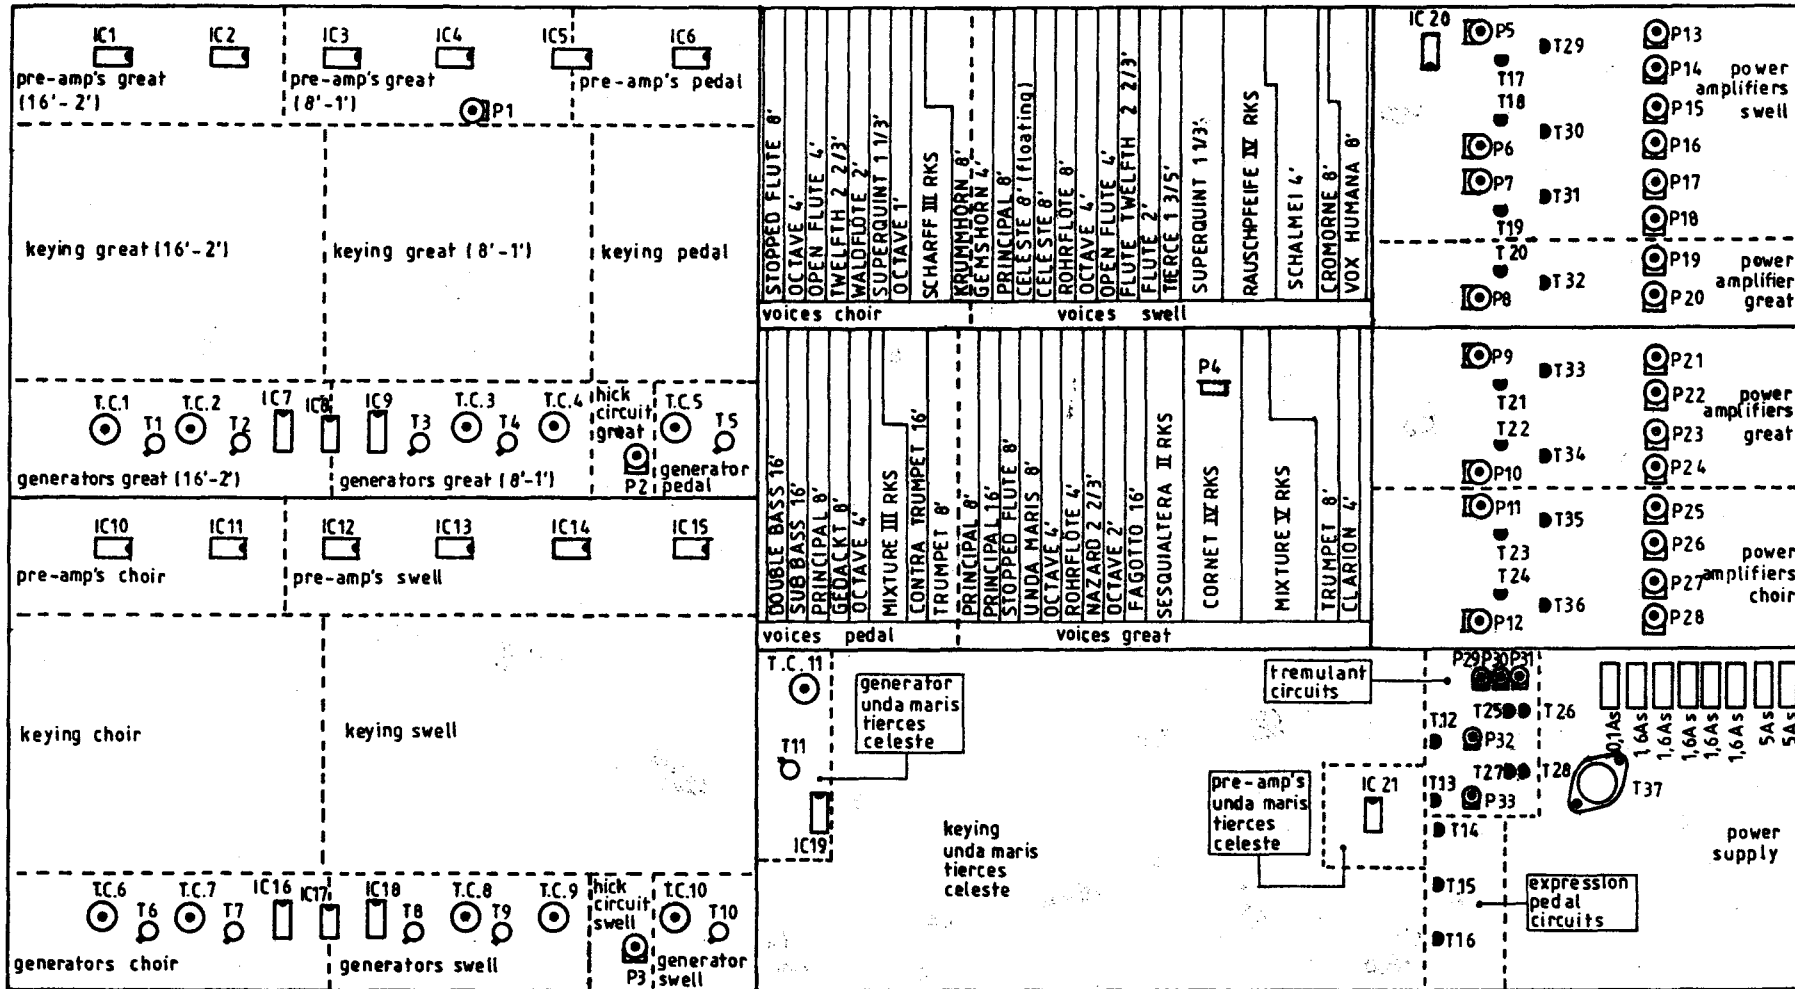 IC1
IC2
IC3
IC4
IC5
IC6
pre-amp's great
(16'-2')
pre-amp's great
(8'-1')
pre-amp's pedal
P1
keying great (16'-2')
keying great (8'-1')
keying pedal
T.C.1
T1
T.C.2
T2
IC7
IC8
IC9
T3
T.C.3
T4
T.C.4
hick
circuit
great
P2
T.C.5
T5
generators great (16'-2')
generators great (8'-1')
generator
pedal
IC10
IC11
IC12
IC13
IC14
IC15
pre-amp's choir
pre-amp's swell
keying choir
keying swell
T.C.6
T6
T.C.7
T7
IC16
IC17
IC18
T8
T.C.8
T9
T.C.9
hick
circuit
swell
P3
T.C.10
T10
generators choir
generators swell
generator
swell
STOPPED FLUTE 8'
OCTAVE 4'
OPEN FLUTE 4'
TWELFTH 2 2/3'
WALDFLÖTE 2'
SUPERQUINT 1 1/3'
OCTAVE 1'
SCHARFF III RKS
KRUMMHORN 8'
GEMSHORN 4'
PRINCIPAL 8'
CELESTE 8' (floating)
CELESTE 8'
ROHRFLÖTE 8'
OCTAVE 4'
OPEN FLUTE 4'
FLUTE TWELFTH 2 2/3'
FLUTE 2'
TIERCE 1 3/5'
SUPERQUINT 1 1/3'
RAUSCHPFEIFE IV RKS
SCHALMEI 4'
CROMORNE 8'
VOX HUMANA 8'
voices choir
voices swell
DOUBLE BASS 16'
SUBBASS 16'
PRINCIPAL 8'
GEDACKT 8'
OCTAVE 4'
MIXTURE III RKS
CONTRA TRUMPET 16'
TRUMPET 8'
PRINCIPAL 8'
PRINCIPAL 16'
STOPPED FLUTE 8'
UNDA MARIS 8'
OCTAVE 4'
ROHRFLÖTE 4'
NAZARD 2 2/3'
OCTAVE 2'
FAGOTTO 16'
SESQUIALTERA II RKS
P4
CORNET IV RKS
MIXTURE V RKS
TRUMPET 8'
CLARION 4'
voices pedal
voices great
IC 20
P5
T17
T18
P6
P7
T19
T20
P8
T29
T30
T31
T32
P13
P14
P15
P16
P17
P18
P19
P20
power
amplifiers
swell
power
amplifier
great
P9
T21
T22
P10
P11
T23
T24
P12
T33
T34
T35
T36
P21
P22
P23
P24
P25
P26
P27
P28
power
amplifiers
great
power
amplifiers
choir
T.C.11
T11
IC19
generator
unda maris
tierces
celeste
keying
unda maris
tierces
celeste
tremulant
circuits
pre-amp's
unda maris
tierces
celeste
IC 21
P29
P30
P31
T12
T25
T26
P32
T27
T28
T13
P33
T14
T15
T16
expression
pedal
circuits
0,1As
1,6As
1,6As
1,6As
1,6As
1,6As
5As
5As
T37
power
supply